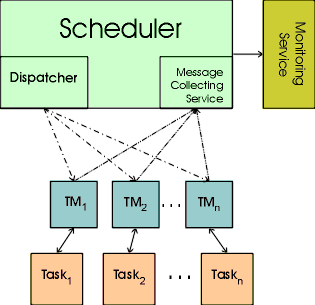 Scheduler
Monitoring
Service
Dispatcher
Message
Collecting
Service
TM1
TM2
...
TMn
Task1
Task2
...
Taskn